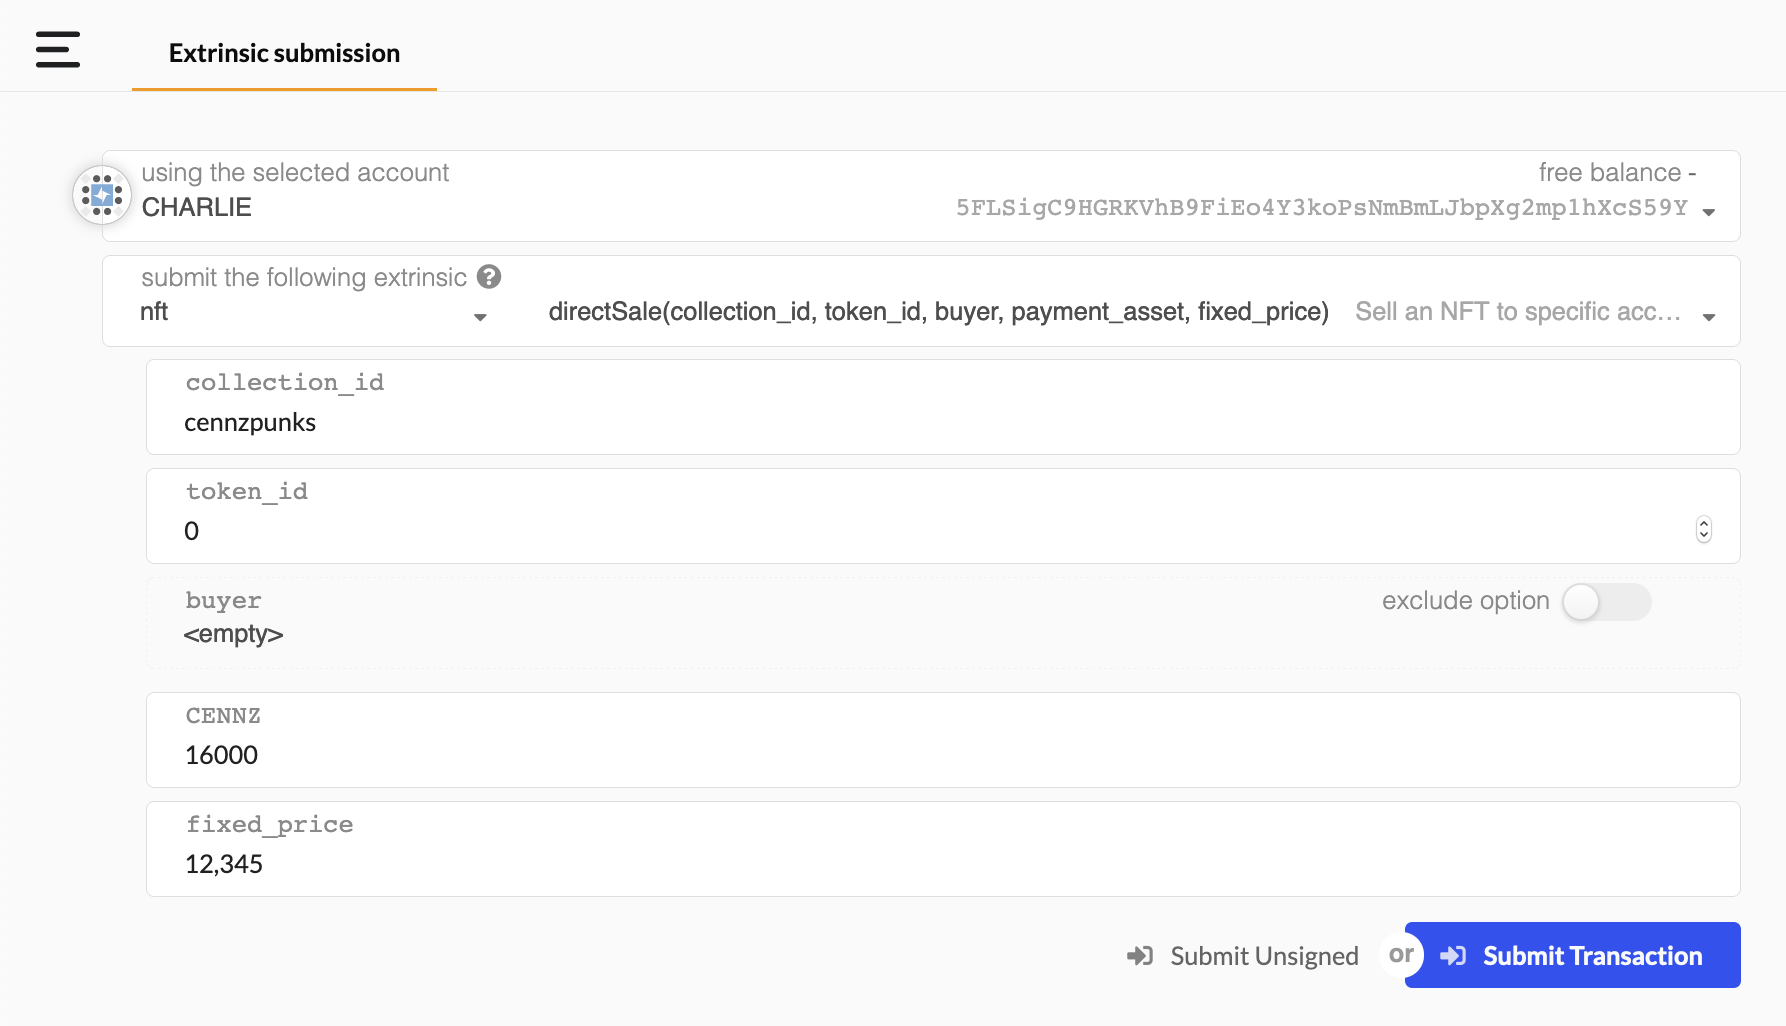 Extrinsic submission
using the selected account
free balance -
CHARLIE
5FLSigC9HGRKVhB9FiEo4Y3koPsNmBmLJbpXg2mp1hXcS59Y
submit the following extrinsic ?
nft
directSale(collection_id, token_id, buyer, payment_asset, fixed_price) Sell an NFT to specific acc…
collection_id
cennzpunks
token_id
0
buyer
exclude option
<empty>
CENNZ
16000
fixed_price
12,345
Submit Unsigned or Submit Transaction